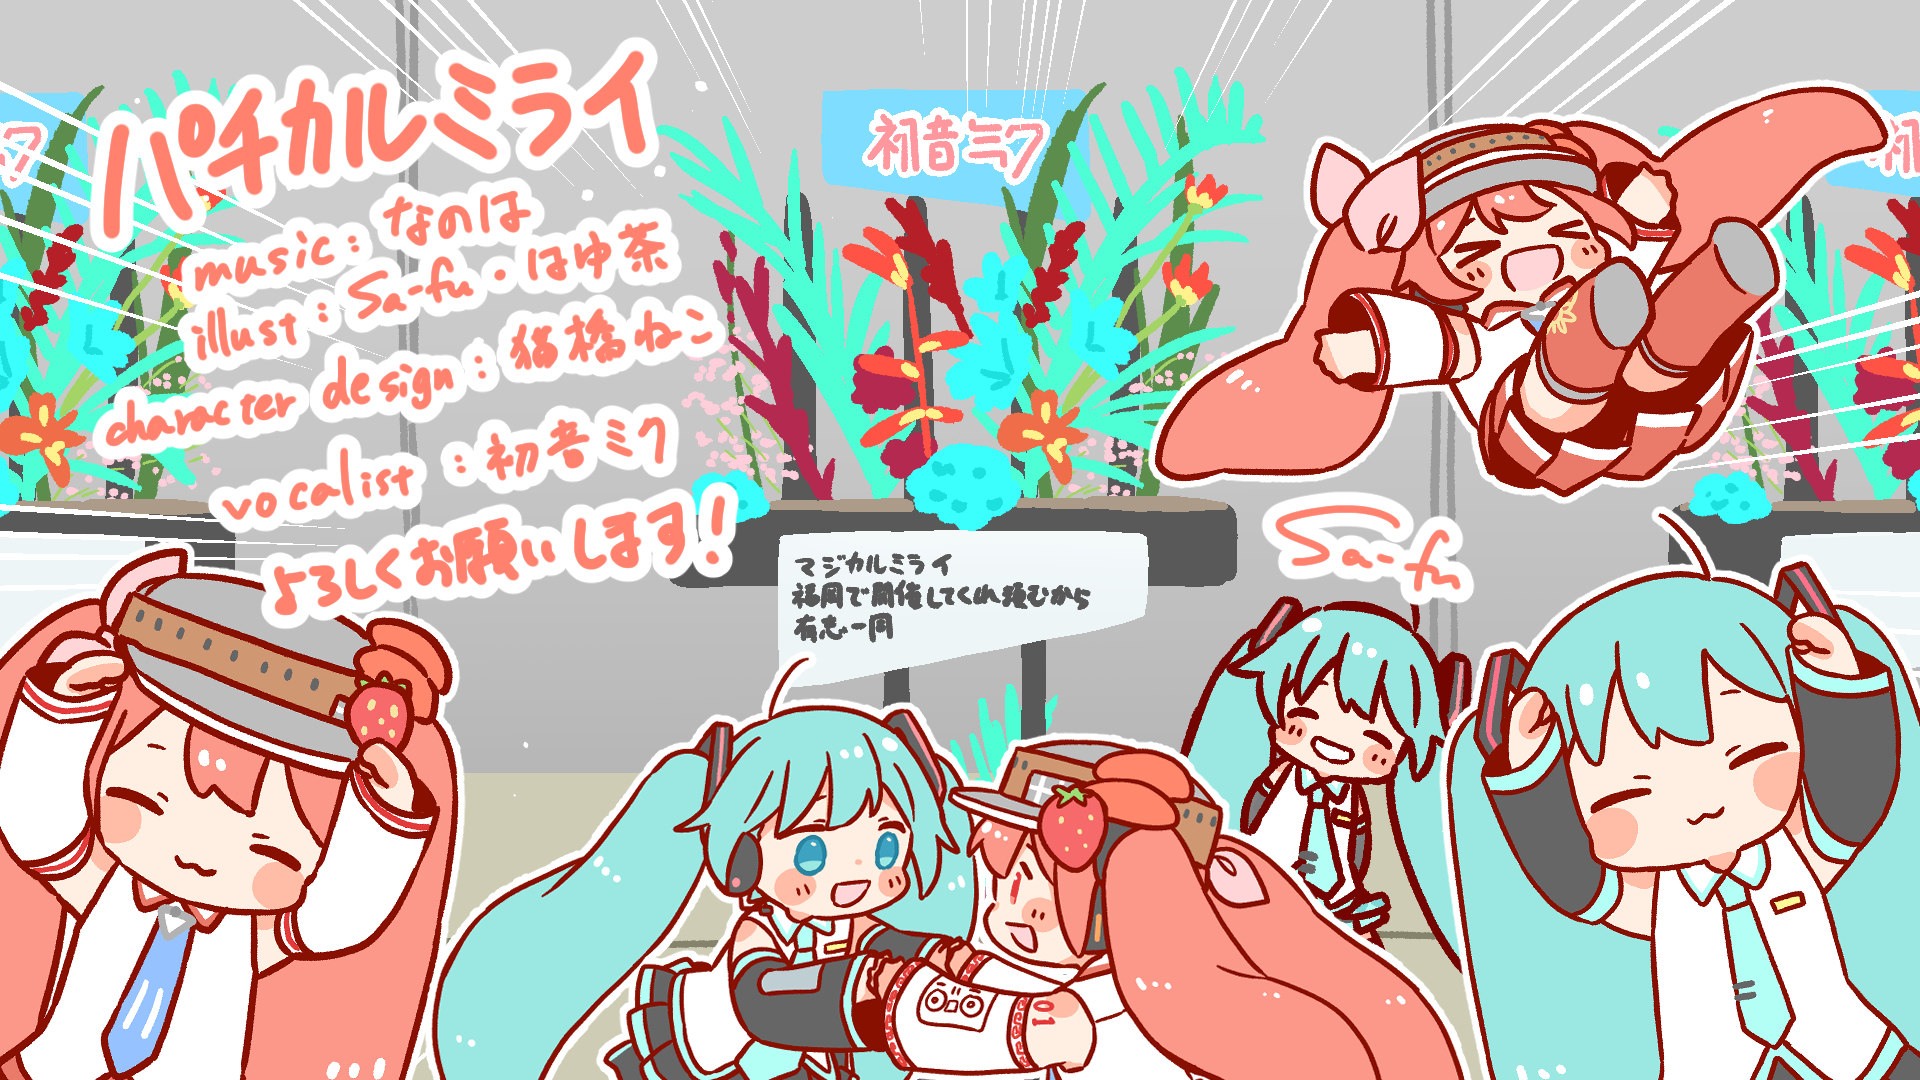 パチカルミライ
music: なのは
illust: Sa-fu・はゆ茶
character design: 猫橋ねこ
vocalist: 初音ミク
よろしくお願いします!
初音ミク
マジカルミライ
福岡で開催してくれ頼むから
有志一同
Sa-fu
01